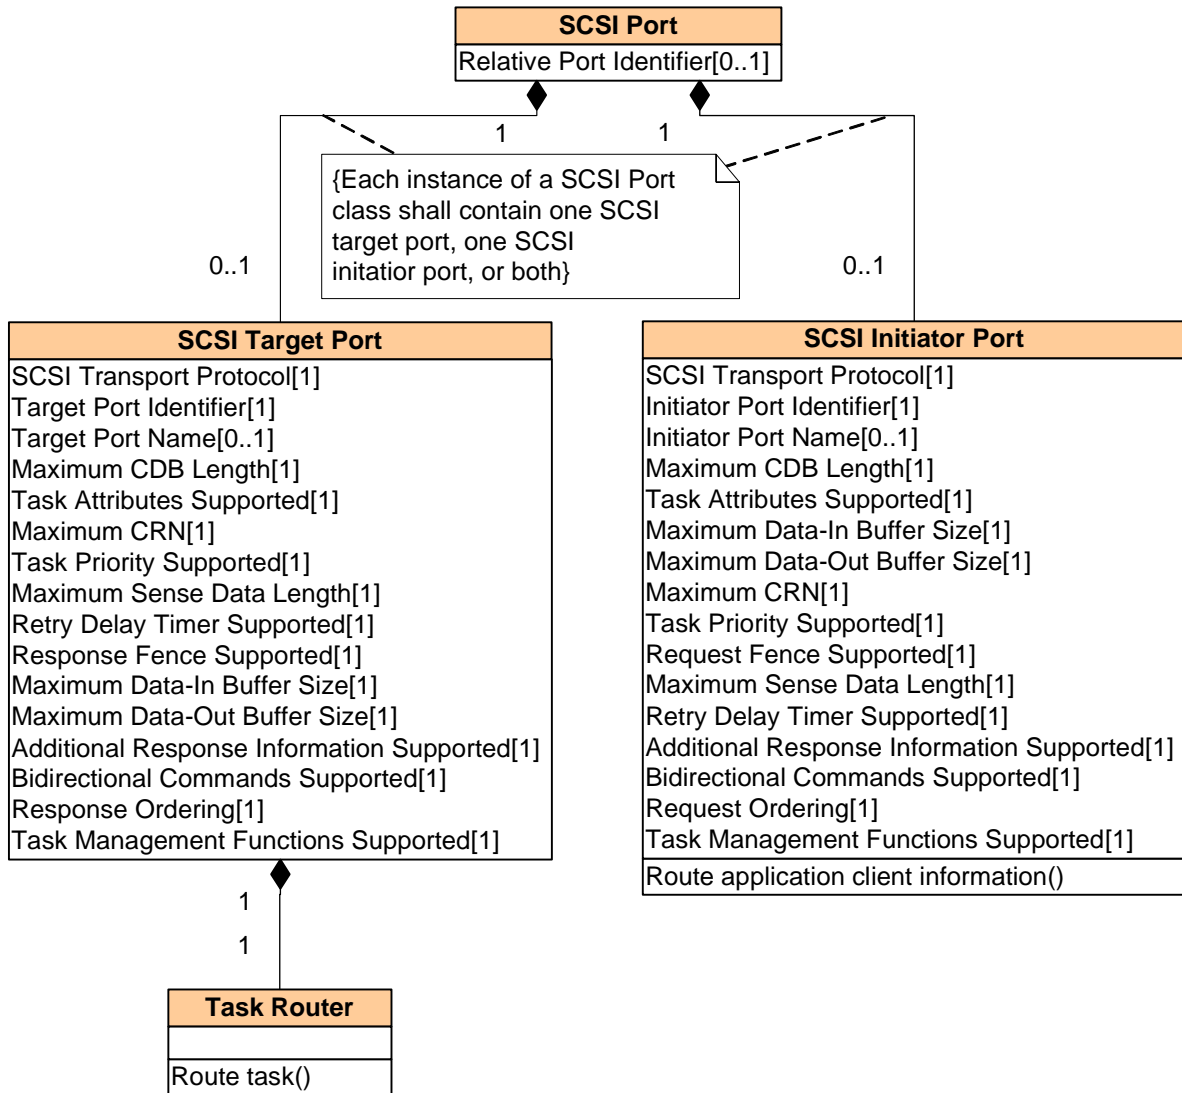 SCSI Port
Relative Port Identifier[0..1]
1
1
{Each instance of a SCSI Port
class shall contain one SCSI
target port, one SCSI
initatior port, or both}
0..1
0..1
SCSI Target Port
SCSI Transport Protocol[1]
Target Port Identifier[1]
Target Port Name[0..1]
Maximum CDB Length[1]
Task Attributes Supported[1]
Maximum CRN[1]
Task Priority Supported[1]
Maximum Sense Data Length[1]
Retry Delay Timer Supported[1]
Response Fence Supported[1]
Maximum Data-In Buffer Size[1]
Maximum Data-Out Buffer Size[1]
Additional Response Information Supported[1]
Bidirectional Commands Supported[1]
Response Ordering[1]
Task Management Functions Supported[1]
SCSI Initiator Port
SCSI Transport Protocol[1]
Initiator Port Identifier[1]
Initiator Port Name[0..1]
Maximum CDB Length[1]
Task Attributes Supported[1]
Maximum Data-In Buffer Size[1]
Maximum Data-Out Buffer Size[1]
Maximum CRN[1]
Task Priority Supported[1]
Request Fence Supported[1]
Maximum Sense Data Length[1]
Retry Delay Timer Supported[1]
Additional Response Information Supported[1]
Bidirectional Commands Supported[1]
Request Ordering[1]
Task Management Functions Supported[1]
Route application client information()
1
1
Task Router
Route task()